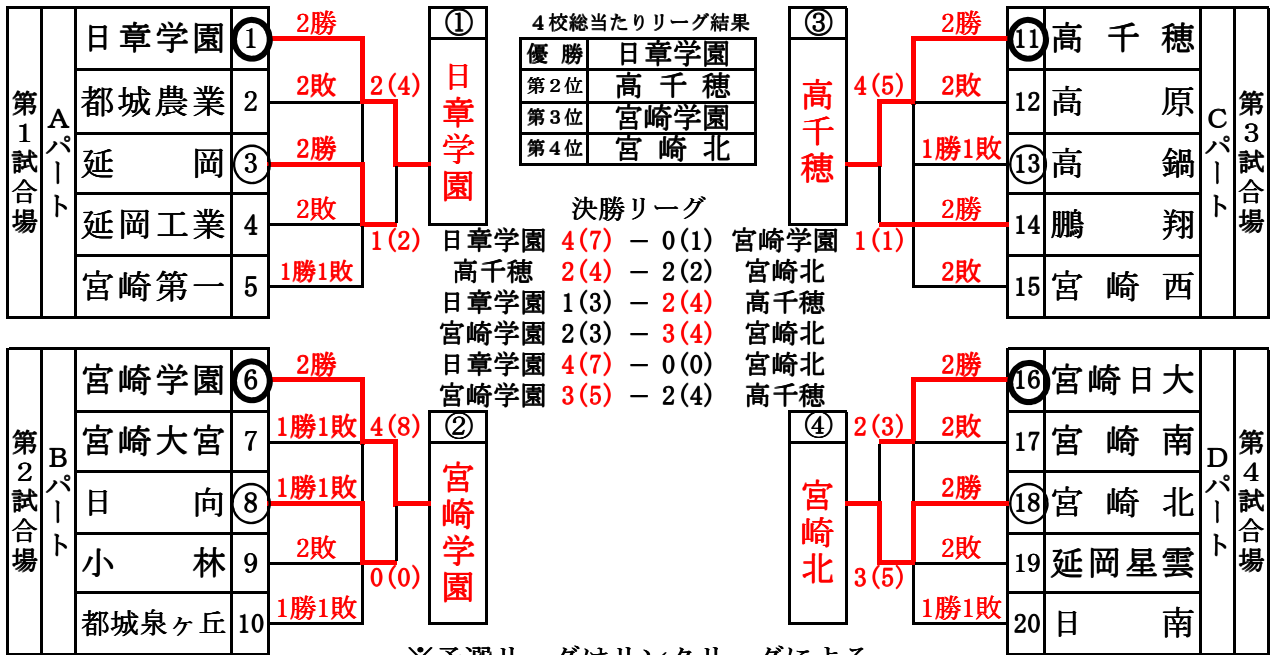 第1試合場
Aパート
日章学園 ① 2勝
都城農業 2 2敗
延岡 ③ 2勝
延岡工業 4 2敗
宮崎第一 5 1勝1敗
2(4)
1(2)
① 日章学園
第2試合場
Bパート
宮崎学園 ⑥ 2勝
宮崎大宮 7 1勝1敗
日向 ⑧ 1勝1敗
小林 9 2敗
都城泉ヶ丘 10 1勝1敗
4(8)
0(0)
② 宮崎学園
4校総当たりリーグ結果
優勝 日章学園
第2位 高千穂
第3位 宮崎学園
第4位 宮崎北
決勝リーグ
日章学園 4(7) － 0(1) 宮崎学園
高千穂 2(4) － 2(2) 宮崎北
日章学園 1(3) － 2(4) 高千穂
宮崎学園 2(3) － 3(4) 宮崎北
日章学園 4(7) － 0(0) 宮崎北
宮崎学園 3(5) － 2(4) 高千穂
③ 高千穂
4(5)
1(1)
2勝 ⑪ 高千穂
2敗 12 高原
1勝1敗 ⑬ 高鍋
2勝 14 鵬翔
2敗 15 宮崎西
Cパート
第3試合場
④ 宮崎北
2(3)
3(5)
2勝 ⑯ 宮崎日大
2敗 17 宮崎南
2勝 ⑱ 宮崎北
2敗 19 延岡星雲
1勝1敗 20 日南
Dパート
第4試合場
※予選リーグはリンクリーグによる